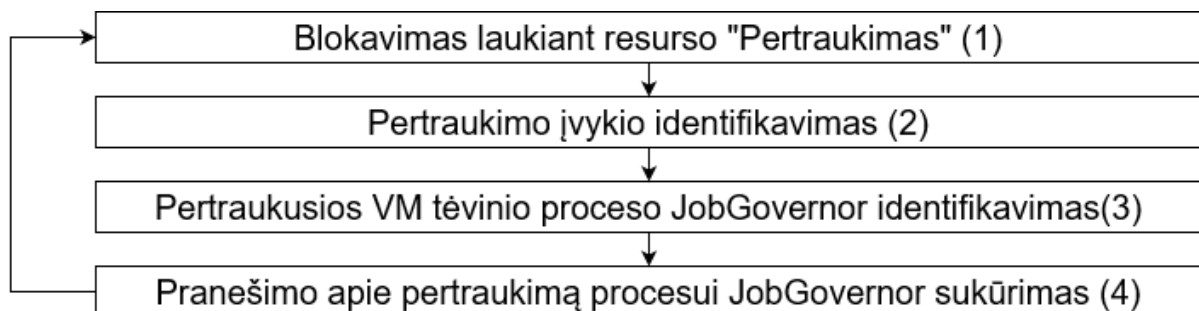 Blokavimas laukiant resurso "Pertraukimas" (1)
Pertraukimo įvykio identifikavimas (2)
Pertraukusios VM tėvinio proceso JobGovernor identifikavimas(3)
Pranešimo apie pertraukimą procesui JobGovernor sukūrimas (4)